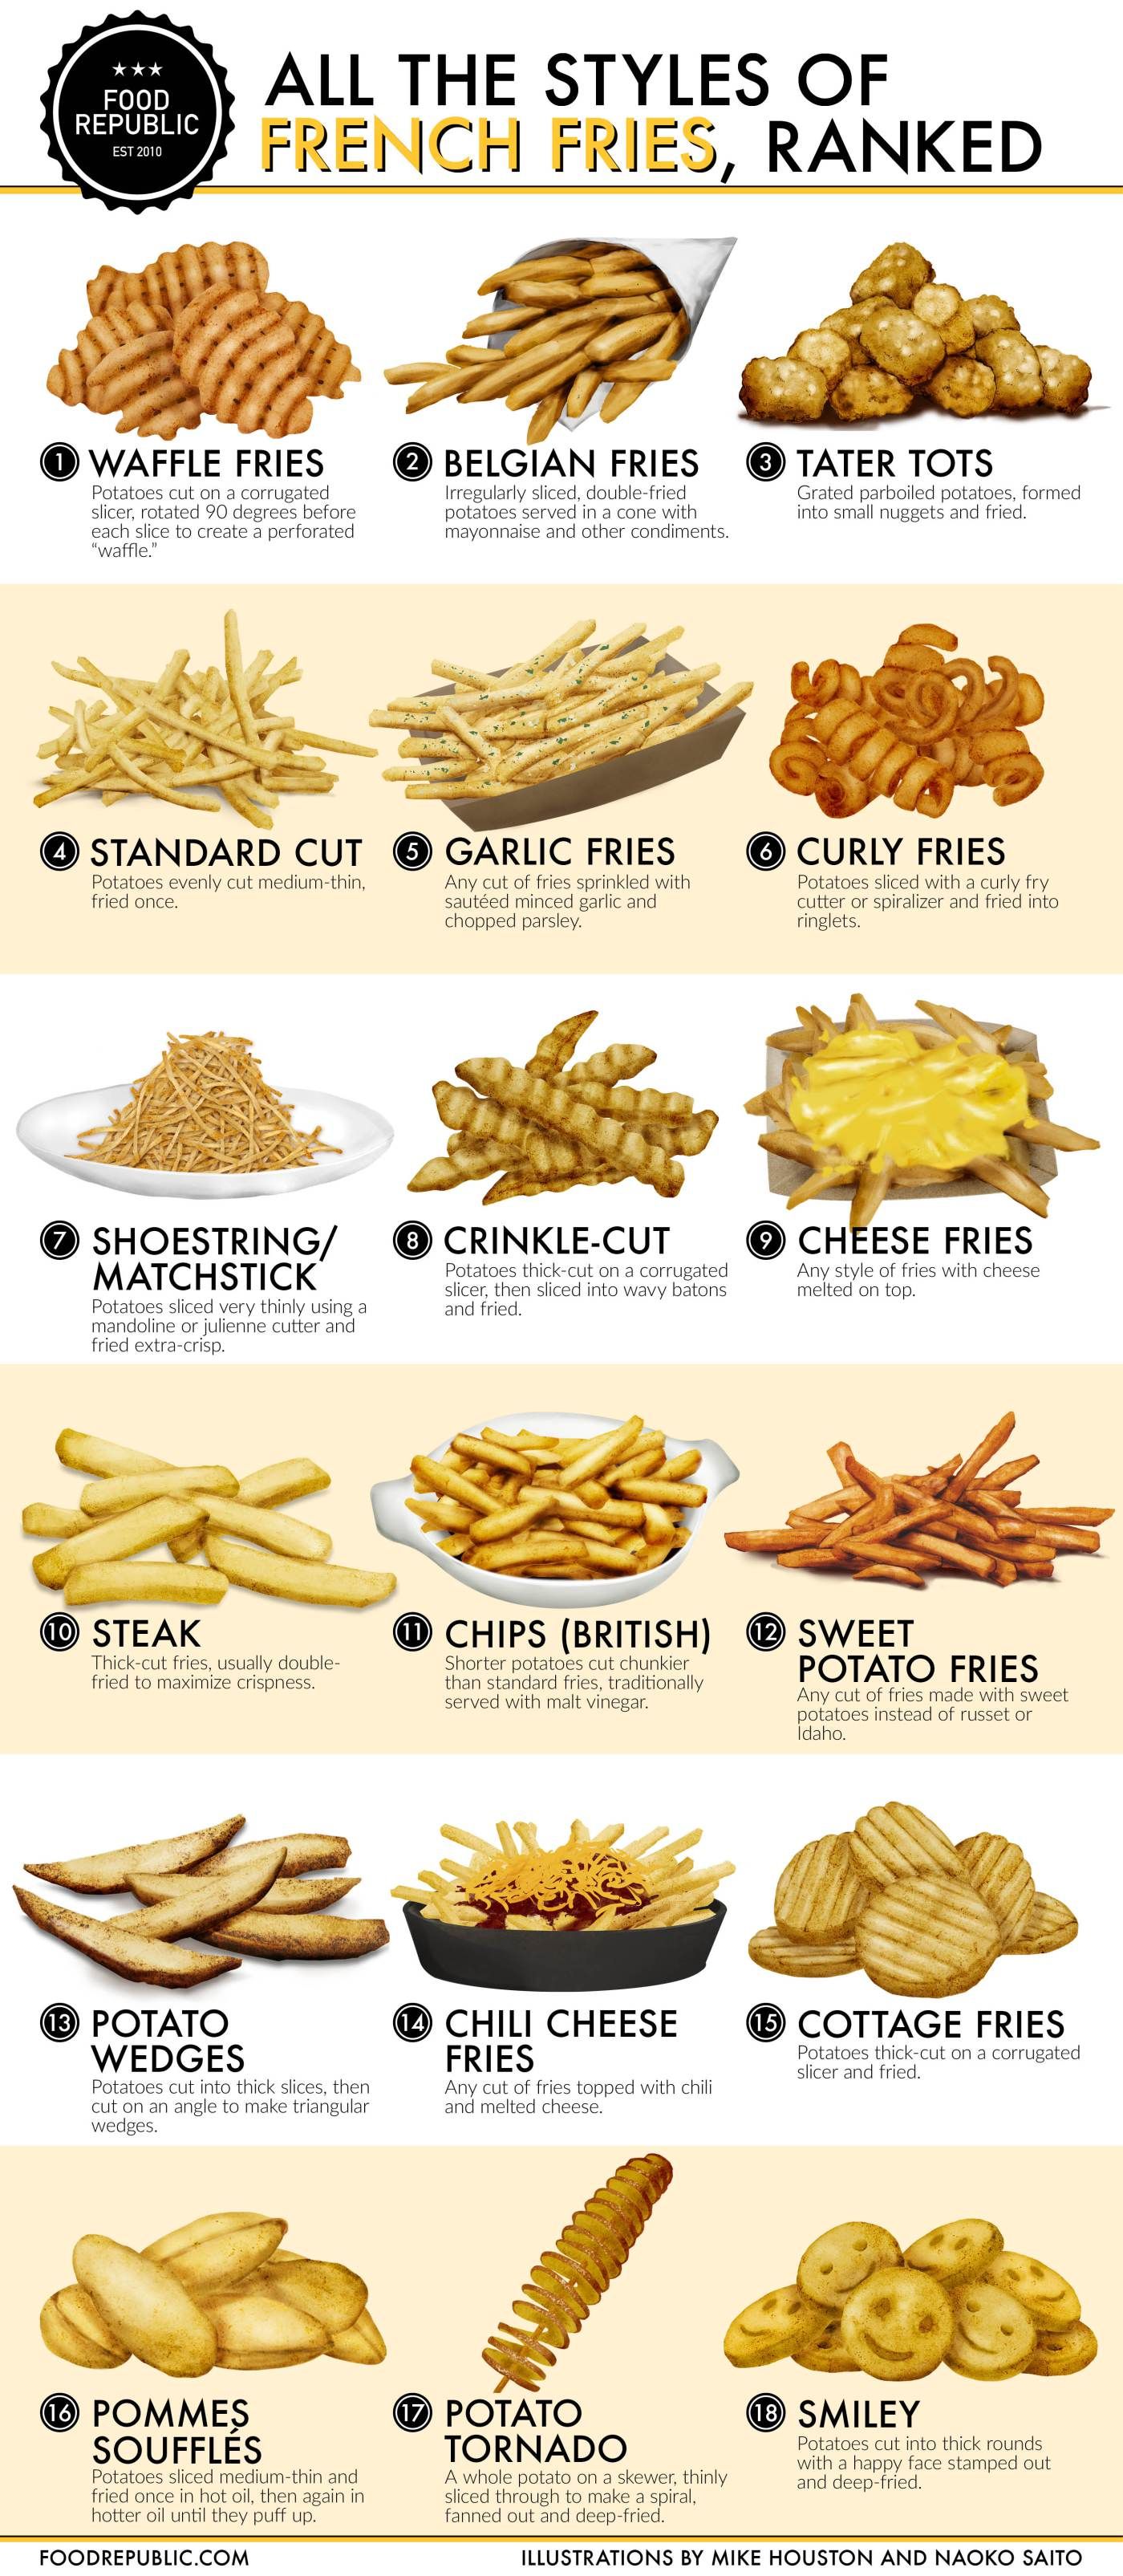 ★★★
FOOD
REPUBLIC
EST 2010
ALL THE STYLES OF
FRENCH FRIES, RANKED
1 WAFFLE FRIES
Potatoes cut on a corrugated
slicer, rotated 90 degrees before
each slice to create a perforated
“waffle.”
2 BELGIAN FRIES
Irregularly sliced, double-fried
potatoes served in a cone with
mayonnaise and other condiments.
3 TATER TOTS
Grated parboiled potatoes, formed
into small nuggets and fried.
4 STANDARD CUT
Potatoes evenly cut medium-thin,
fried once.
5 GARLIC FRIES
Any cut of fries sprinkled with
sautéed minced garlic and
chopped parsley.
6 CURLY FRIES
Potatoes sliced with a curly fry
cutter or spiralizer and fried into
ringlets.
7 SHOESTRING/
MATCHSTICK
Potatoes sliced very thinly using a
mandoline or julienne cutter and
fried extra-crisp.
8 CRINKLE-CUT
Potatoes thick-cut on a corrugated
slicer, then sliced into wavy batons
and fried.
9 CHEESE FRIES
Any style of fries with cheese
melted on top.
10 STEAK
Thick-cut fries, usually double-
fried to maximize crispness.
11 CHIPS (BRITISH)
Shorter potatoes cut chunkier
than standard fries, traditionally
served with malt vinegar.
12 SWEET
POTATO FRIES
Any cut of fries made with sweet
potatoes instead of russet or
Idaho.
13 POTATO
WEDGES
Potatoes cut into thick slices, then
cut on an angle to make triangular
wedges.
14 CHILI CHEESE
FRIES
Any cut of fries topped with chili
and melted cheese.
15 COTTAGE FRIES
Potatoes thick-cut on a corrugated
slicer and fried.
16 POMMES
SOUFFLÉS
Potatoes sliced medium-thin and
fried once in hot oil, then again in
hotter oil until they puff up.
17 POTATO
TORNADO
A whole potato on a skewer, thinly
sliced through to make a spiral,
fanned out and deep-fried.
18 SMILEY
Potatoes cut into thick rounds
with a happy face stamped out
and deep-fried.
FOODREPUBLIC.COM
ILLUSTRATIONS BY MIKE HOUSTON AND NAOKO SAITO